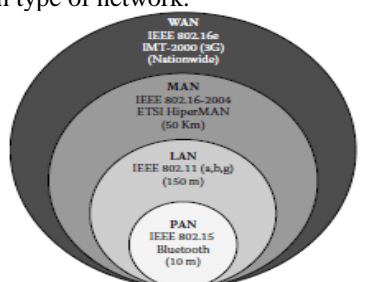 type of network.
WAN
IEEE 802.16e
IMT-2000 (3G)
(Nationwide)
MAN
IEEE 802.16-2004
ETSI HiperMAN
(50 Km)
LAN
IEEE 802.11 (a,b,g)
(150 m)
PAN
IEEE 802.15
Bluetooth
(10 m)